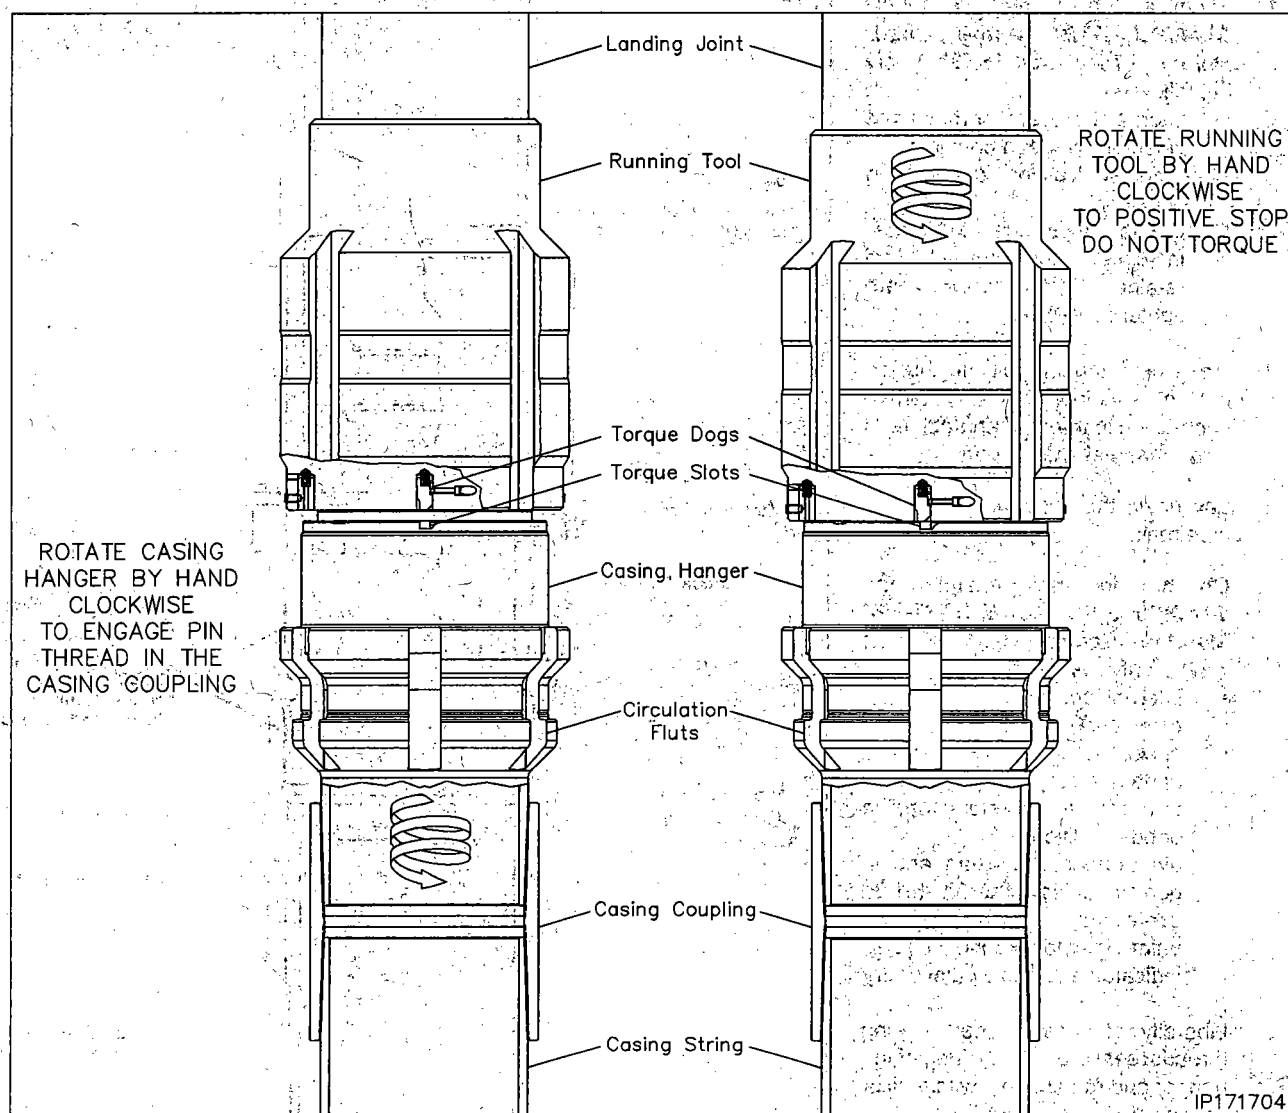 Landing Joint
Running Tool
ROTATE RUNNING
TOOL BY HAND
CLOCKWISE
TO POSITIVE STOP
DO NOT TORQUE
Torque Dogs
Torque Slots
ROTATE CASING
HANGER BY HAND
CLOCKWISE
TO ENGAGE PIN
THREAD IN THE
CASING COUPLING
Casing Hanger
Circulation
Fluts
Casing Coupling
Casing String
IP171704